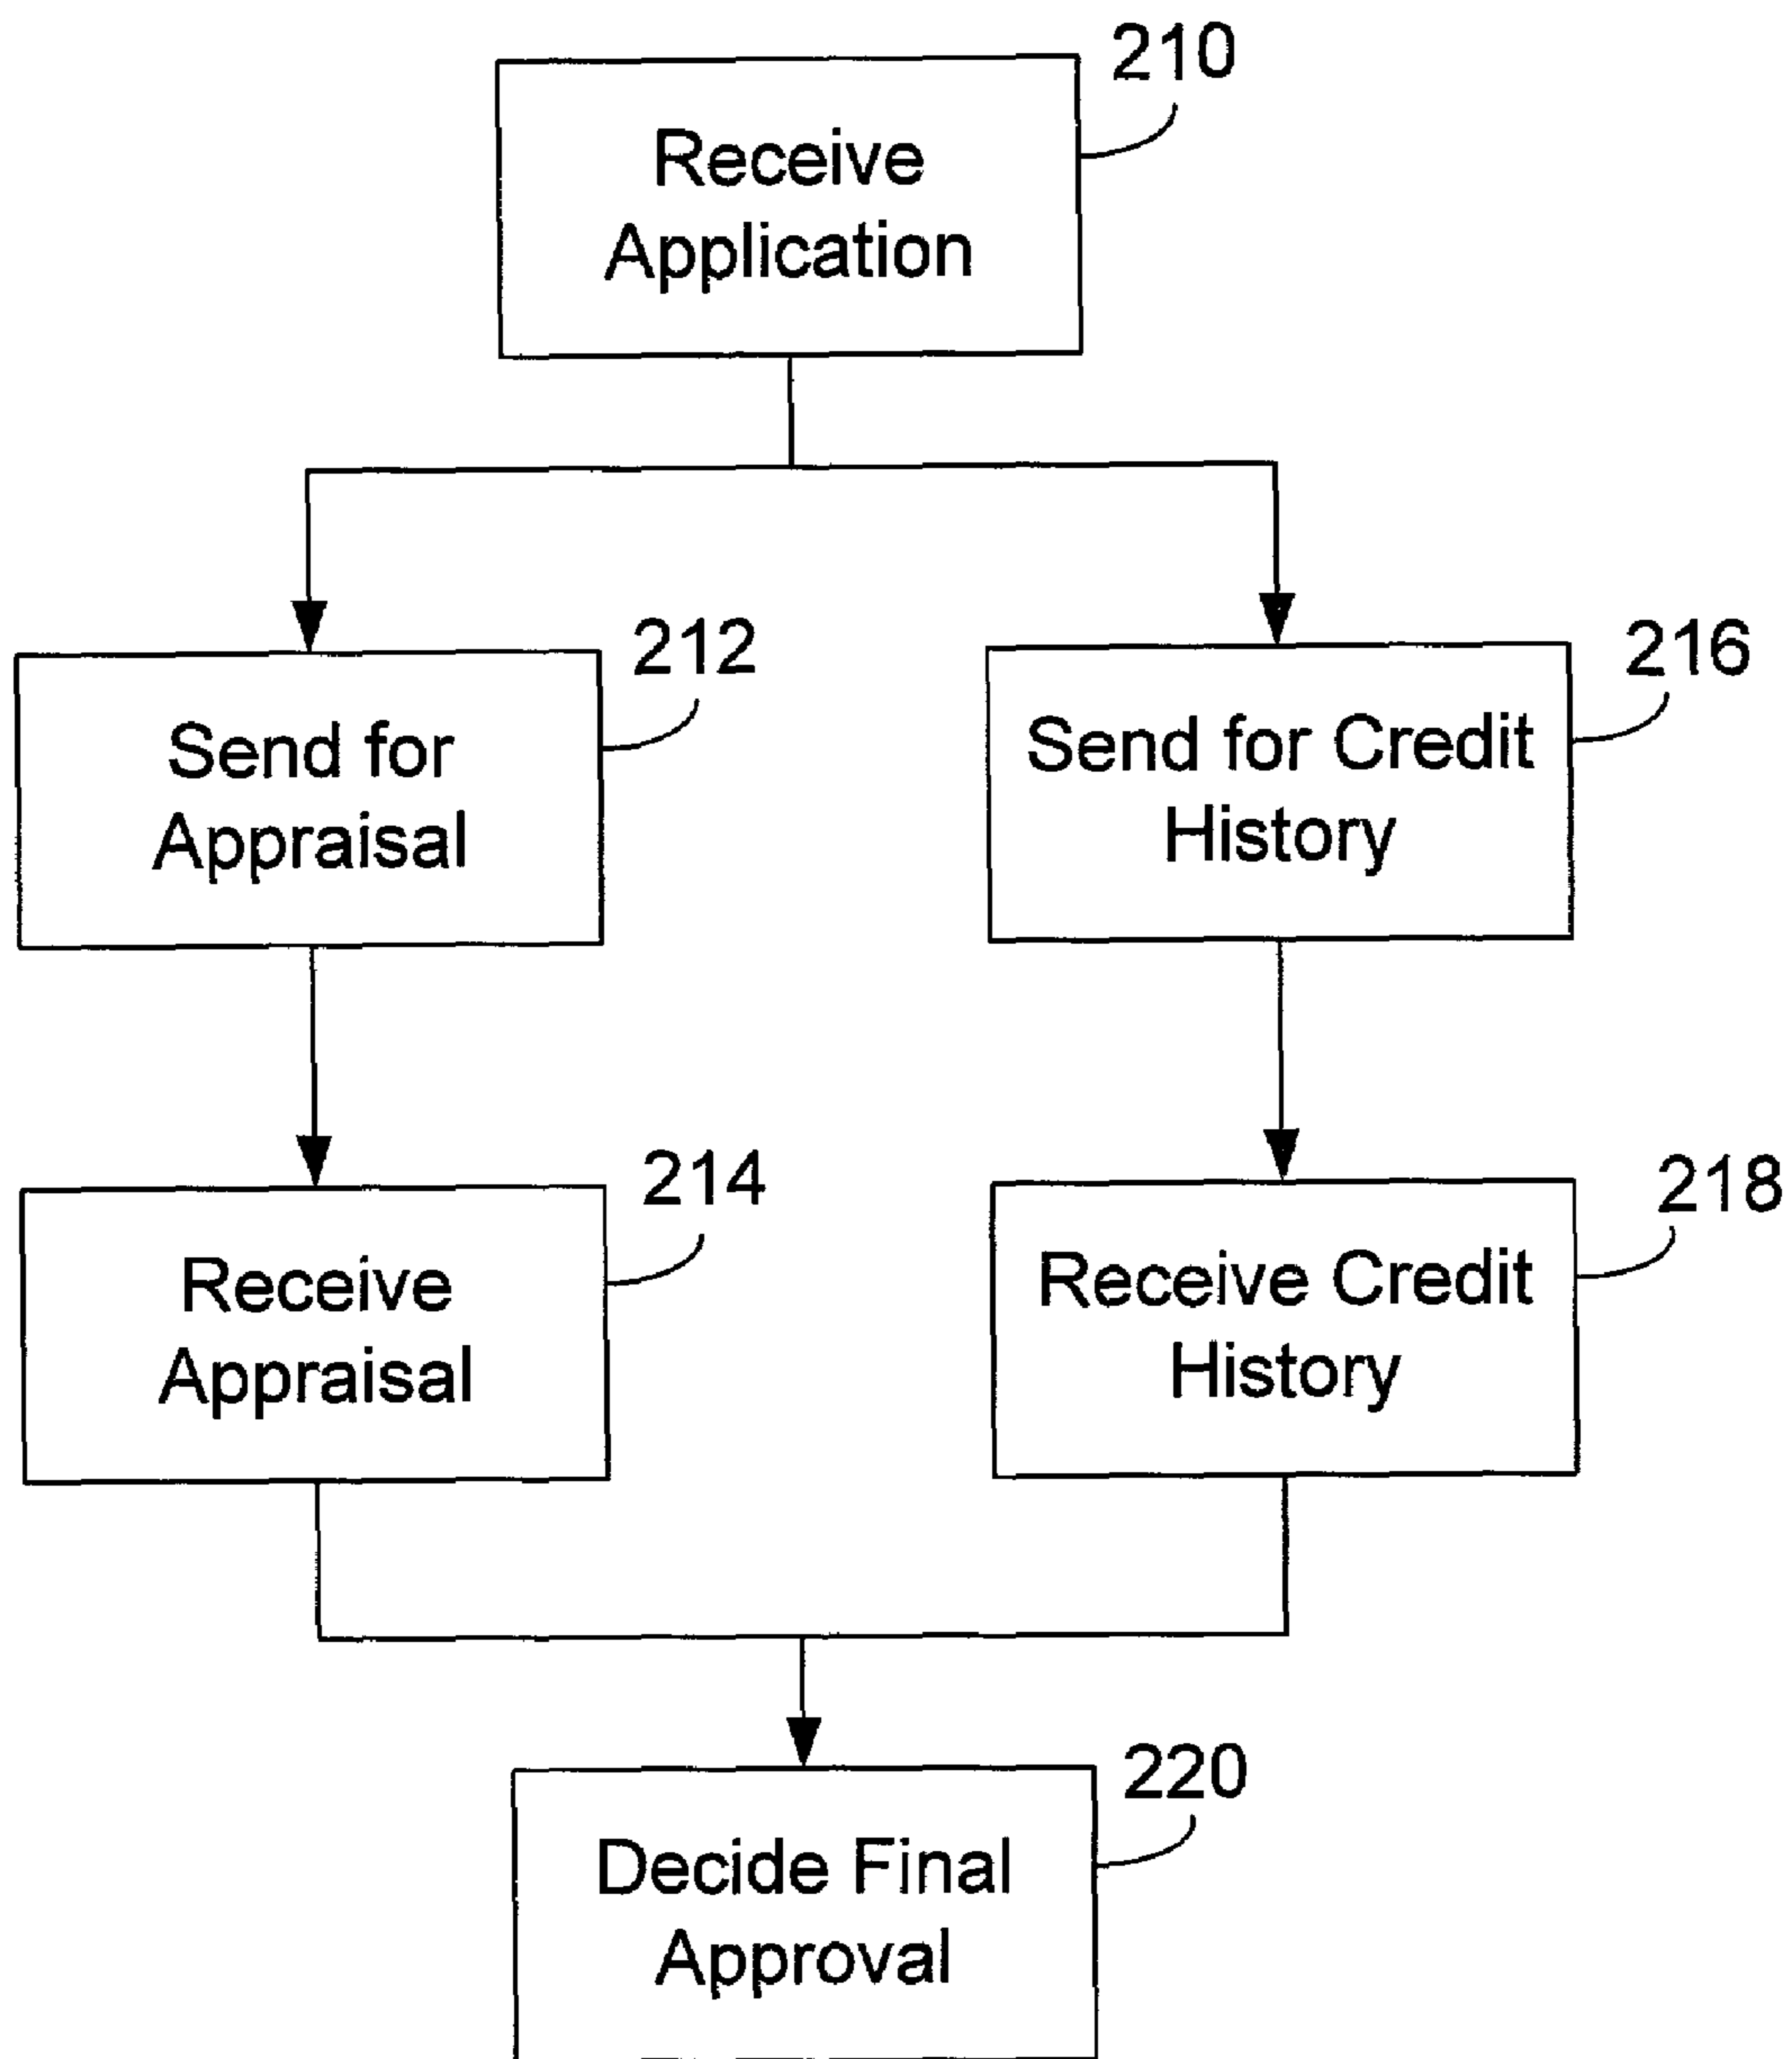 210
Receive
Application
212
Send for
Appraisal
216
Send for Credit
History
214
Receive
Appraisal
218
Receive Credit
History
220
Decide Final
Approval